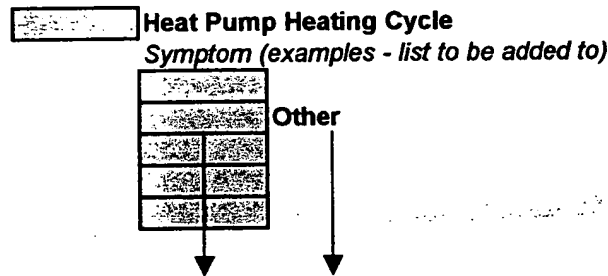 Heat Pump Heating Cycle
Symptom (examples - list to be added to)
Other